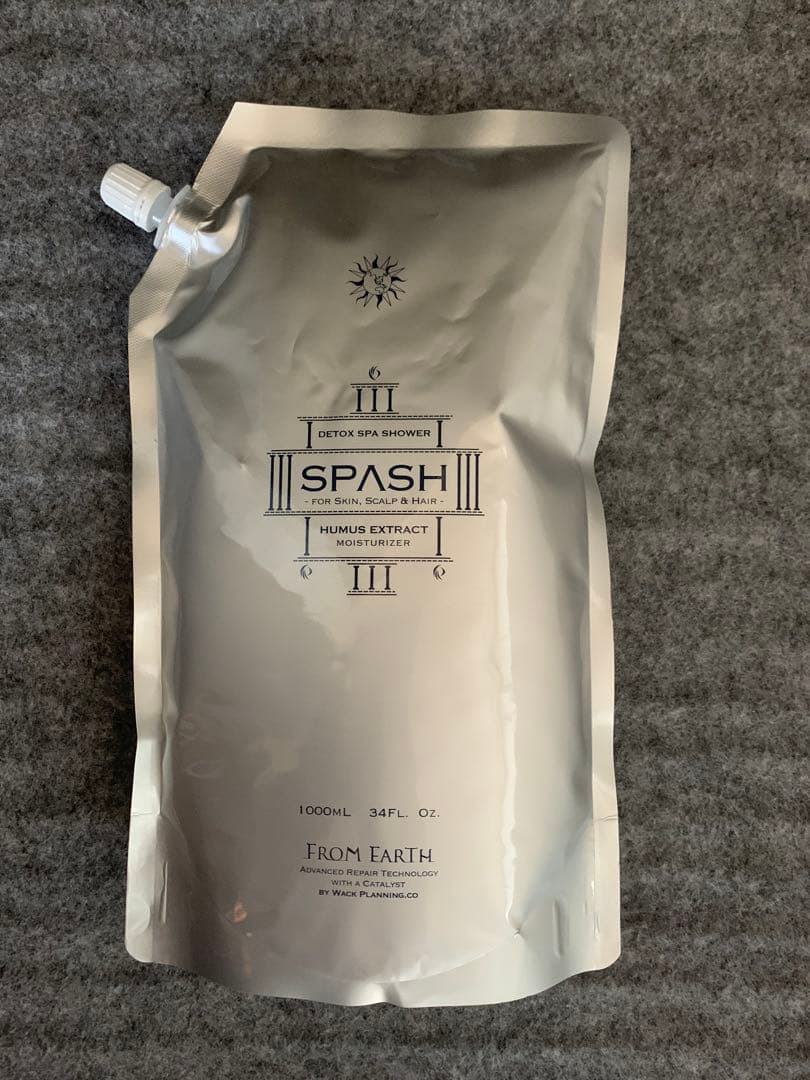 DETOX SPA SHOWER
SPΛSH
- FOR SKIN, SCALP & HAIR -
HUMUS EXTRACT
MOISTURIZER
1000ML 34FL. OZ.
FROM EARTH
ADVANCED REPAIR TECHNOLOGY
WITH A CATALYST
BY WACK PLANNING.CO